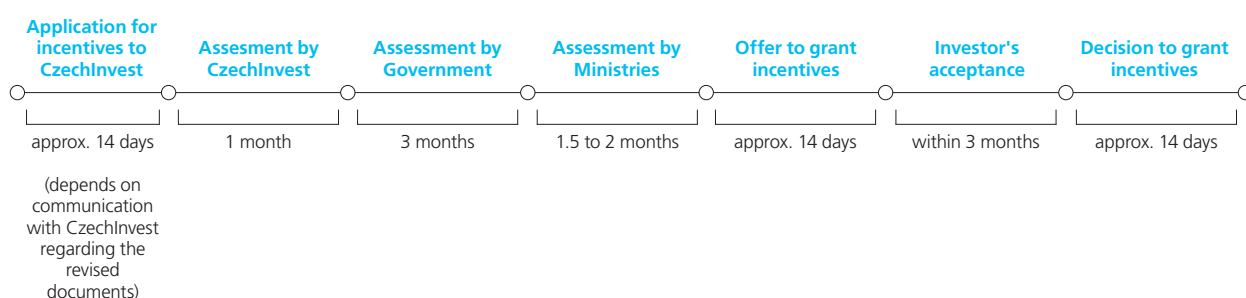 Application for
incentives to
CzechInvest
Assesment by
CzechInvest
Assessment by
Government
Assessment by
Ministries
Offer to grant
incentives
Investor's
acceptance
Decision to grant
incentives
approx. 14 days
1 month
3 months
1.5 to 2 months
approx. 14 days
within 3 months
approx. 14 days
(depends on
communication
with CzechInvest
regarding the
revised
documents)